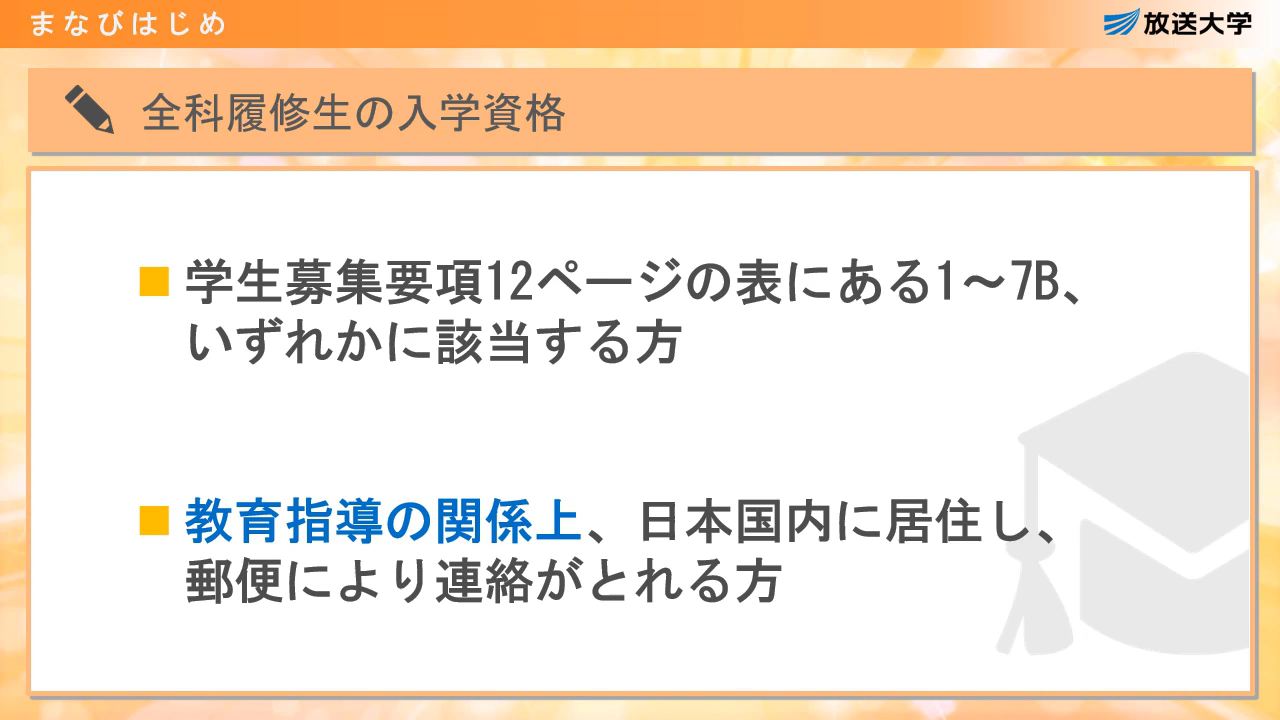 まなびはじめ
放送大学
全科履修生の入学資格
■ 学生募集要項12ページの表にある1～7B、
いずれかに該当する方
■ 教育指導の関係上、日本国内に居住し、
郵便により連絡がとれる方